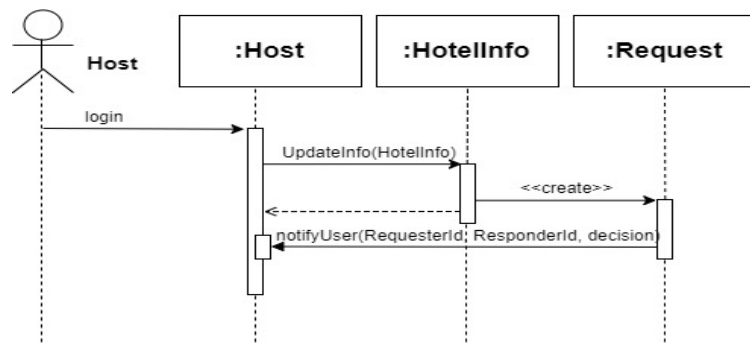 Host
:Host
:HotelInfo
:Request
login
UpdateInfo(HotelInfo)
<<create>>
notifyUser(RequesterId, ResponderId, decision)